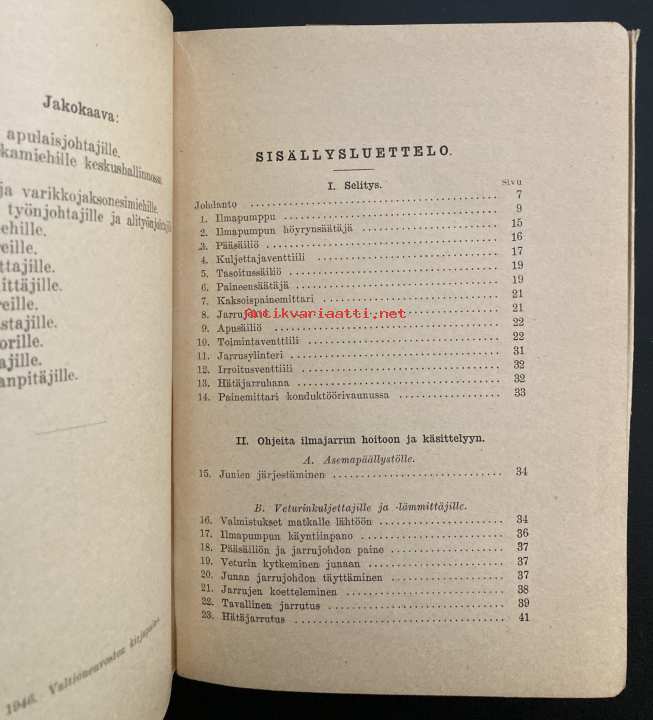 Jakokaava:
apulaisjohtajille.
kamiehille keskushallinnossa
ja varikkojaksonesimiehille.
työnjohtajille ja alityönjohtaji
ehille.
reille.
ttajille.
ittäjille.
reille.
stajille.
orille.
ajille.
anpitäjille.
1946. Valtioneuvoston kirjapaino
SISÄLLYSLUETTELO.
I. Selitys.
Sivu
Johdanto 7
1. Ilmapumppu 9
2. Ilmapumpun höyrynsäätäjä 15
3. Pääsäiliö 16
4. Kuljettajaventtiili 17
5. Tasoitussäiliö 19
6. Paineensäätäjä 19
7. Kaksoispainemittari 21
8. Jarrujohto 21
antikvariaatti.net
9. Apusäiliö 22
10. Toimintaventtiili 22
11. Jarrusylinteri 31
12. Irroitusventtiili 32
13. Hätäjarruhana 32
14. Painemittari konduktöörivaunussa 33
II. Ohjeita ilmajarrun hoitoon ja käsittelyyn.
A. Asemapäällystölle.
15. Junien järjestäminen 34
B. Veturinkuljettajille ja -lämmittäjille.
16. Valmistukset matkalle lähtöön 34
17. Ilmapumpun käyntiinpano 36
18. Pääsäiliön ja jarrujohdon paine 37
19. Veturin kytkeminen junaan 37
20. Junan jarrujohdon täyttäminen 37
21. Jarrujen koetteleminen 38
22. Tavallinen jarrutus 39
23. Hätäjarrutus 41